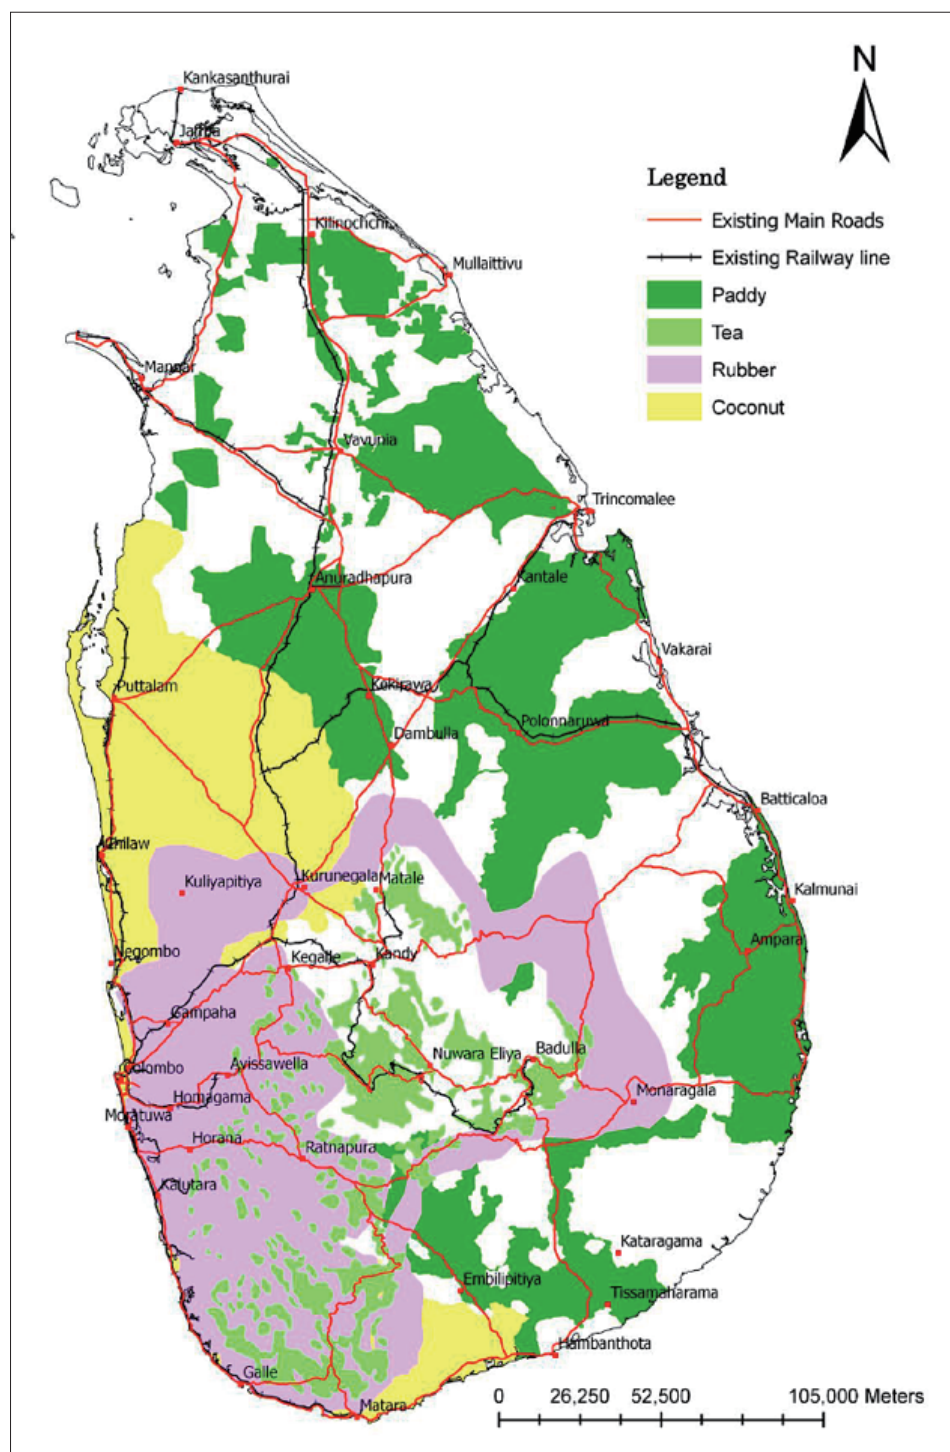 Kankasanthurai
N
Jaffna
Legend
Existing Main Roads
Kilinochchi
Existing Railway line
Mullaittivu
Paddy
Tea
Mannar
Rubber
Coconut
Vavunia
Trincomalee
Anuradhapura
Kantale
Vakarai
Puttalam
Kekirawa
Polonnaruwa
Dambulla
Batticaloa
Chilaw
Kuliyapitiya
Kurunegala
Matale
Kalmunai
Ampara
Negombo
Kegalle
Kandy
Gampaha
Nuwara Eliya
Badulla
Colombo
Avissawella
Homagama
Monaragala
Moratuwa
Horana
Ratnapura
Kalutara
Kataragama
Embilipitiya
Tissamaharama
Hambanthota
Galle
0 26,250 52,500 105,000 Meters
Matara